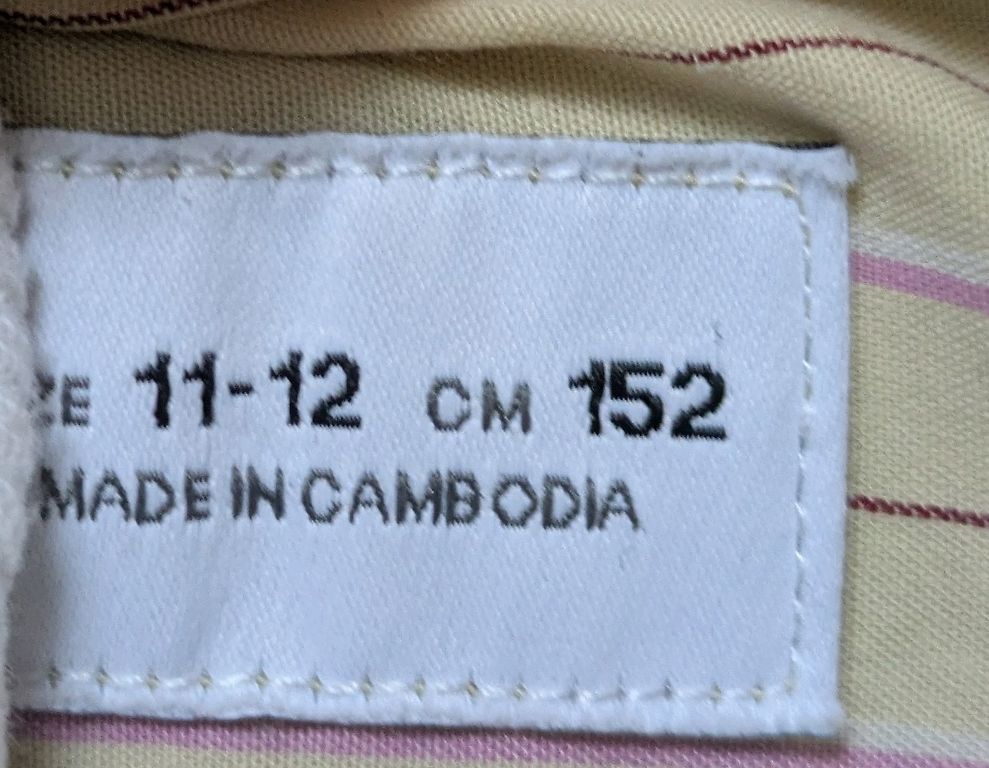 ZE 11-12 CM 152
MADE IN CAMBODIA